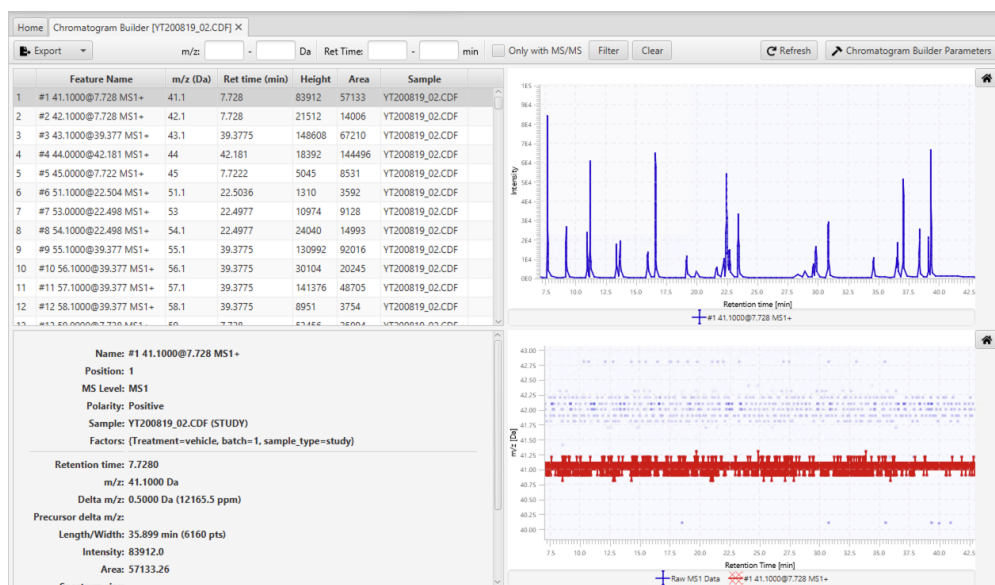 Home Chromatogram Builder [YT200819_02.CDF] ✕
Export m/z: - Da Ret Time: - min Only with MS/MS Filter Clear Refresh Chromatogram Builder Parameters
Feature Name m/z (Da) Ret time (min) Height Area Sample
1 #1 41.1000@7.728 MS1+ 41.1 7.728 83912 57133 YT200819_02.CDF
2 #2 42.1000@7.728 MS1+ 42.1 7.728 21512 14006 YT200819_02.CDF
3 #3 43.1000@39.377 MS1+ 43.1 39.3775 148608 67210 YT200819_02.CDF
4 #4 44.0000@42.181 MS1+ 44 42.181 18392 144496 YT200819_02.CDF
5 #5 45.0000@7.722 MS1+ 45 7.7222 5045 8531 YT200819_02.CDF
6 #6 51.1000@22.504 MS1+ 51.1 22.5036 1310 3592 YT200819_02.CDF
7 #7 53.0000@22.498 MS1+ 53 22.4977 10974 9128 YT200819_02.CDF
8 #8 54.1000@22.498 MS1+ 54.1 22.4977 24040 14993 YT200819_02.CDF
9 #9 55.1000@39.377 MS1+ 55.1 39.3775 130992 92016 YT200819_02.CDF
10 #10 56.1000@39.377 MS1+ 56.1 39.3775 30104 20245 YT200819_02.CDF
11 #11 57.1000@39.377 MS1+ 57.1 39.3775 141376 48705 YT200819_02.CDF
12 #12 58.1000@39.377 MS1+ 58.1 39.3775 8951 3754 YT200819_02.CDF
1E5
9E4
8E4
7E4
6E4
5E4
4E4
3E4
2E4
1E4
0E0
Intensity
7.5 10.0 12.5 15.0 17.5 20.0 22.5 25.0 27.5 30.0 32.5 35.0 37.5 40.0 42.5
Retention time [min]
#1 41.1000@7.728 MS1+
Name: #1 41.1000@7.728 MS1+
Position: 1
MS Level: MS1
Polarity: Positive
Sample: YT200819_02.CDF (STUDY)
Factors: {Treatment=vehicle, batch=1, sample_type=study}
Retention time: 7.7280
m/z: 41.1000 Da
Delta m/z: 0.5000 Da (12165.5 ppm)
Precursor delta m/z:
Length/Width: 35.899 min (6160 pts)
Intensity: 83912.0
Area: 57133.26
43.00
42.75
42.50
42.25
42.00
41.75
41.50
41.25
41.00
40.75
40.50
40.25
40.00
m/z [Da]
7.5 10.0 12.5 15.0 17.5 20.0 22.5 25.0 27.5 30.0 32.5 35.0 37.5 40.0 42.5
Retention Time [min]
Raw MS1 Data #1 41.1000@7.728 MS1+